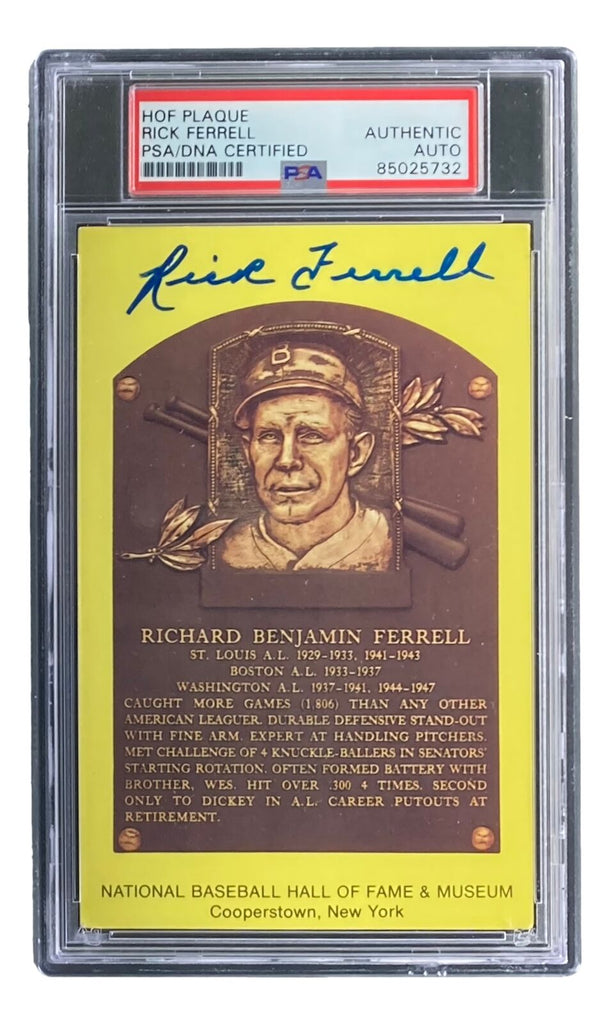 HOF PLAQUE
RICK FERRELL AUTHENTIC
PSA/DNA CERTIFIED AUTO
PSA 85025732
Rick Ferrell
B
RICHARD BENJAMIN FERRELL
ST. LOUIS A.L. 1929-1933, 1941-1943
BOSTON A.L. 1933-1937
WASHINGTON A.L. 1937-1941, 1944-1947
CAUGHT MORE GAMES (1,806) THAN ANY OTHER
AMERICAN LEAGUER. DURABLE DEFENSIVE STAND-OUT
WITH FINE ARM. EXPERT AT HANDLING PITCHERS.
MET CHALLENGE OF 4 KNUCKLE-BALLERS IN SENATORS'
STARTING ROTATION. OFTEN FORMED BATTERY WITH
BROTHER, WES. HIT OVER .300 4 TIMES. SECOND
ONLY TO DICKEY IN A.L. CAREER PUTOUTS AT
RETIREMENT.
NATIONAL BASEBALL HALL OF FAME & MUSEUM
Cooperstown, New York